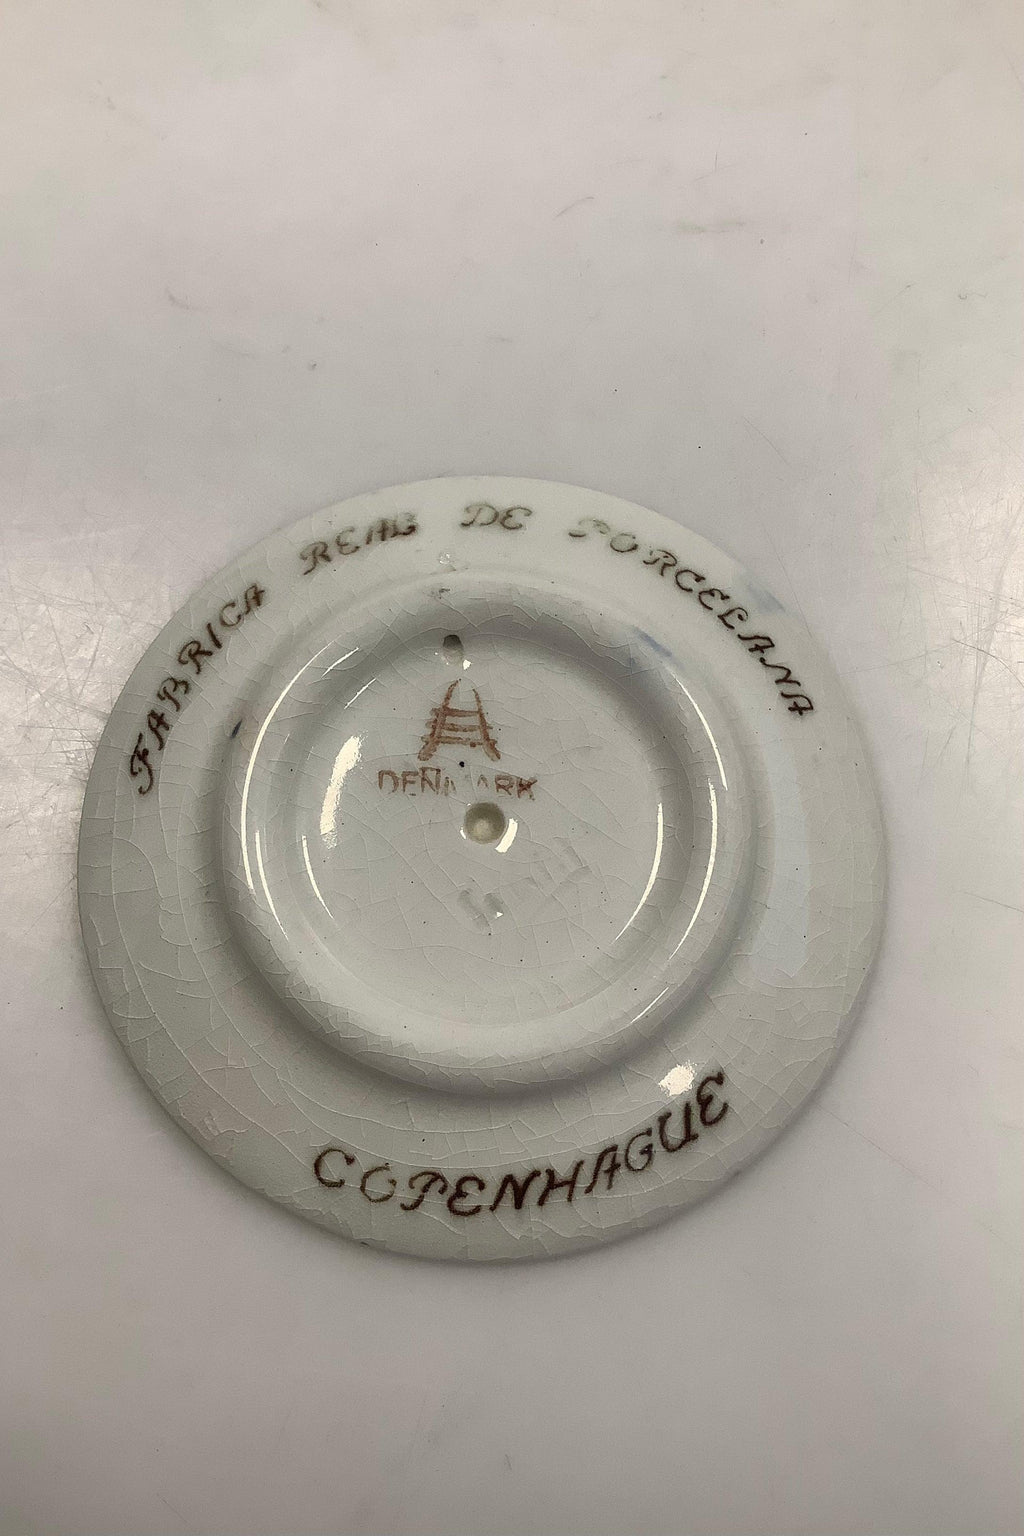 FABRICA REAL DE PORCELANA
DENMARK
COPENHAGUE